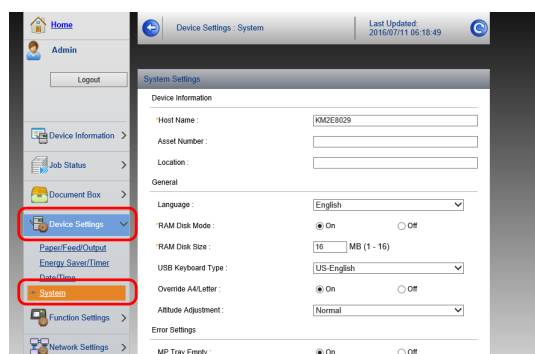 Home
Admin
Logout
Device Information >
Job Status >
Document Box >
Device Settings
Paper/Feed/Output
Energy Saver/Timer
Date/Time
System
Function Settings >
Network Settings >
Device Settings : System
Last Updated:
2016/07/11 06:18:49
System Settings
Device Information
*Host Name : KM2E8029
Asset Number :
Location :
General
Language : English
*RAM Disk Mode : On Off
*RAM Disk Size : 16 MB (1 - 16)
USB Keyboard Type : US-English
Override A4/Letter : On Off
Altitude Adjustment : Normal
Error Settings
MP Tray Empty : On Off